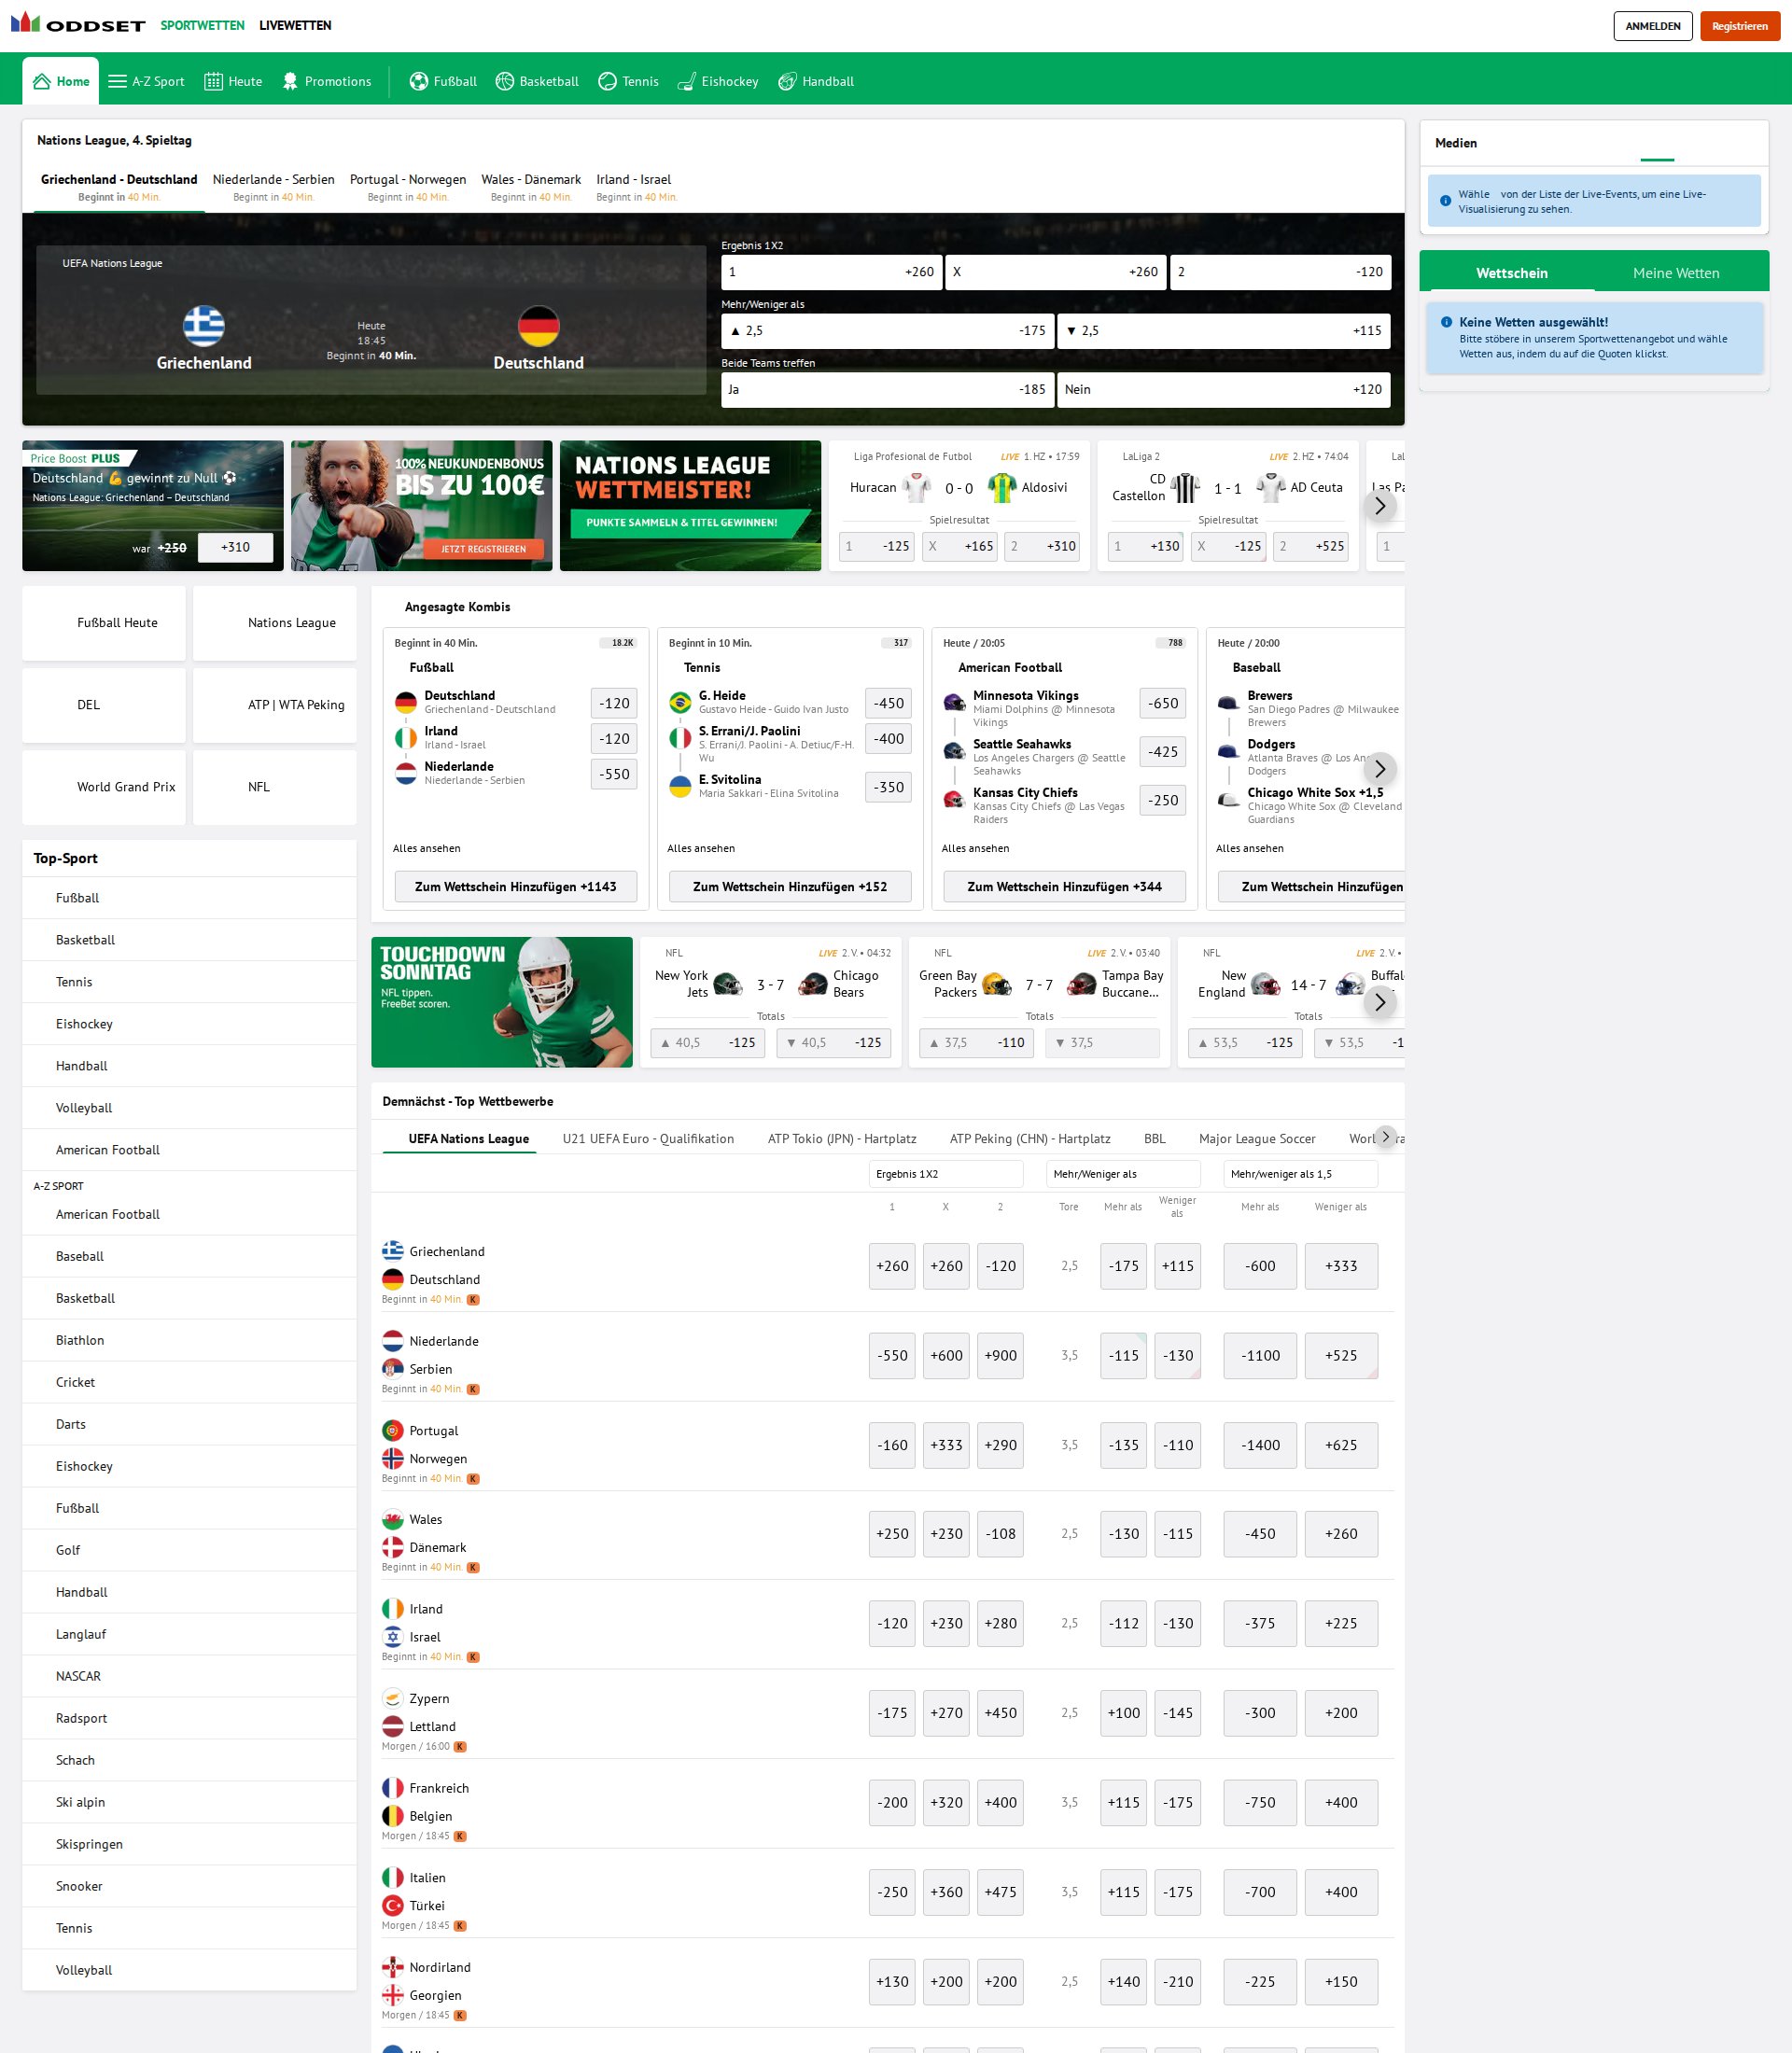 ODDSET SPORTWETTEN LIVEWETTEN ANMELDEN Registrieren
Home A-Z Sport Heute Promotions Fußball Basketball Tennis Eishockey Handball
Nations League, 4. Spieltag
Griechenland - Deutschland Niederlande - Serbien Portugal - Norwegen Wales - Dänemark Irland - Israel
Beginnt in 40 Min. Beginnt in 40 Min. Beginnt in 40 Min. Beginnt in 40 Min. Beginnt in 40 Min.
UEFA Nations League
Heute
18:45
Beginnt in 40 Min.
Griechenland Deutschland
Ergebnis 1X2
1 +260 X +260 2 -120
Mehr/Weniger als
▲ 2,5 -175 ▼ 2,5 +115
Beide Teams treffen
Ja -185 Nein +120
Medien
Wähle von der Liste der Live-Events, um eine Live-
Visualisierung zu sehen.
Wettschein Meine Wetten
Keine Wetten ausgewählt!
Bitte stöbere in unserem Sportwettenangebot und wähle
Wetten aus, indem du auf die Quoten klickst.
Price Boost PLUS
Deutschland 💪 gewinnt zu Null ⚽
Nations League: Griechenland – Deutschland
war +250 +310
100% NEUKUNDENBONUS
BIS ZU 100€
JETZT REGISTRIEREN
NATIONS LEAGUE
WETTMEISTER!
PUNKTE SAMMELN & TITEL GEWINNEN!
Liga Profesional de Futbol LIVE 1. HZ • 17:59
Huracan 0 - 0 Aldosivi
Spielresultat
1 -125 X +165 2 +310
LaLiga 2 LIVE 2. HZ • 74:04
CD
Castellon 1 - 1 AD Ceuta
Spielresultat
1 +130 X -125 2 +525
Las Pa
1
Fußball Heute Nations League
DEL ATP | WTA Peking
World Grand Prix NFL
Top-Sport
Fußball
Basketball
Tennis
Eishockey
Handball
Volleyball
American Football
A-Z SPORT
American Football
Baseball
Basketball
Biathlon
Cricket
Darts
Eishockey
Fußball
Golf
Handball
Langlauf
NASCAR
Radsport
Schach
Ski alpin
Skispringen
Snooker
Tennis
Volleyball
Angesagte Kombis
Beginnt in 40 Min. 18.2K
Fußball
Deutschland -120
Griechenland - Deutschland
Irland -120
Irland - Israel
Niederlande -550
Niederlande - Serbien
Alles ansehen
Zum Wettschein Hinzufügen +1143
Beginnt in 10 Min. 317
Tennis
G. Heide -450
Gustavo Heide - Guido Ivan Justo
S. Errani/J. Paolini -400
S. Errani/J. Paolini - A. Detiuc/F.-H.
Wu
E. Svitolina -350
Maria Sakkari - Elina Svitolina
Alles ansehen
Zum Wettschein Hinzufügen +152
Heute / 20:05 788
American Football
Minnesota Vikings -650
Miami Dolphins @ Minnesota
Vikings
Seattle Seahawks -425
Los Angeles Chargers @ Seattle
Seahawks
Kansas City Chiefs -250
Kansas City Chiefs @ Las Vegas
Raiders
Alles ansehen
Zum Wettschein Hinzufügen +344
Heute / 20:00
Baseball
Brewers
San Diego Padres @ Milwaukee
Brewers
Dodgers
Atlanta Braves @ Los An
Dodgers
Chicago White Sox +1,5
Chicago White Sox @ Cleveland
Guardians
Alles ansehen
Zum Wettschein Hinzufügen
TOUCHDOWN
SONNTAG
NFL tippen.
FreeBet scoren.
NFL LIVE 2. V. • 04:32
New York
Jets 3 - 7 Chicago
Bears
Totals
▲ 40,5 -125 ▼ 40,5 -125
NFL LIVE 2. V. • 03:40
Green Bay
Packers 7 - 7 Tampa Bay
Buccane...
Totals
▲ 37,5 -110 ▼ 37,5
NFL LIVE 2. V. •
New
England 14 - 7 Buffal
Totals
▲ 53,5 -125 ▼ 53,5 -1
Demnächst - Top Wettbewerbe
UEFA Nations League U21 UEFA Euro - Qualifikation ATP Tokio (JPN) - Hartplatz ATP Peking (CHN) - Hartplatz BBL Major League Soccer
Ergebnis 1X2 Mehr/Weniger als Mehr/weniger als 1,5
1 X 2 Tore Mehr als Weniger als Mehr als Weniger als
Griechenland
Deutschland
+260 +260 -120 2,5 -175 +115 -600 +333
Beginnt in 40 Min. K
Niederlande
Serbien
-550 +600 +900 3,5 -115 -130 -1100 +525
Beginnt in 40 Min. K
Portugal
Norwegen
-160 +333 +290 3,5 -135 -110 -1400 +625
Beginnt in 40 Min. K
Wales
Dänemark
+250 +230 -108 2,5 -130 -115 -450 +260
Beginnt in 40 Min. K
Irland
Israel
-120 +230 +280 2,5 -112 -130 -375 +225
Beginnt in 40 Min. K
Zypern
Lettland
-175 +270 +450 2,5 +100 -145 -300 +200
Morgen / 16:00 K
Frankreich
Belgien
-200 +320 +400 3,5 +115 -175 -750 +400
Morgen / 18:45 K
Italien
Türkei
-250 +360 +475 3,5 +115 -175 -700 +400
Morgen / 18:45 K
Nordirland
Georgien
+130 +200 +200 2,5 +140 -210 -225 +150
Morgen / 18:45 K